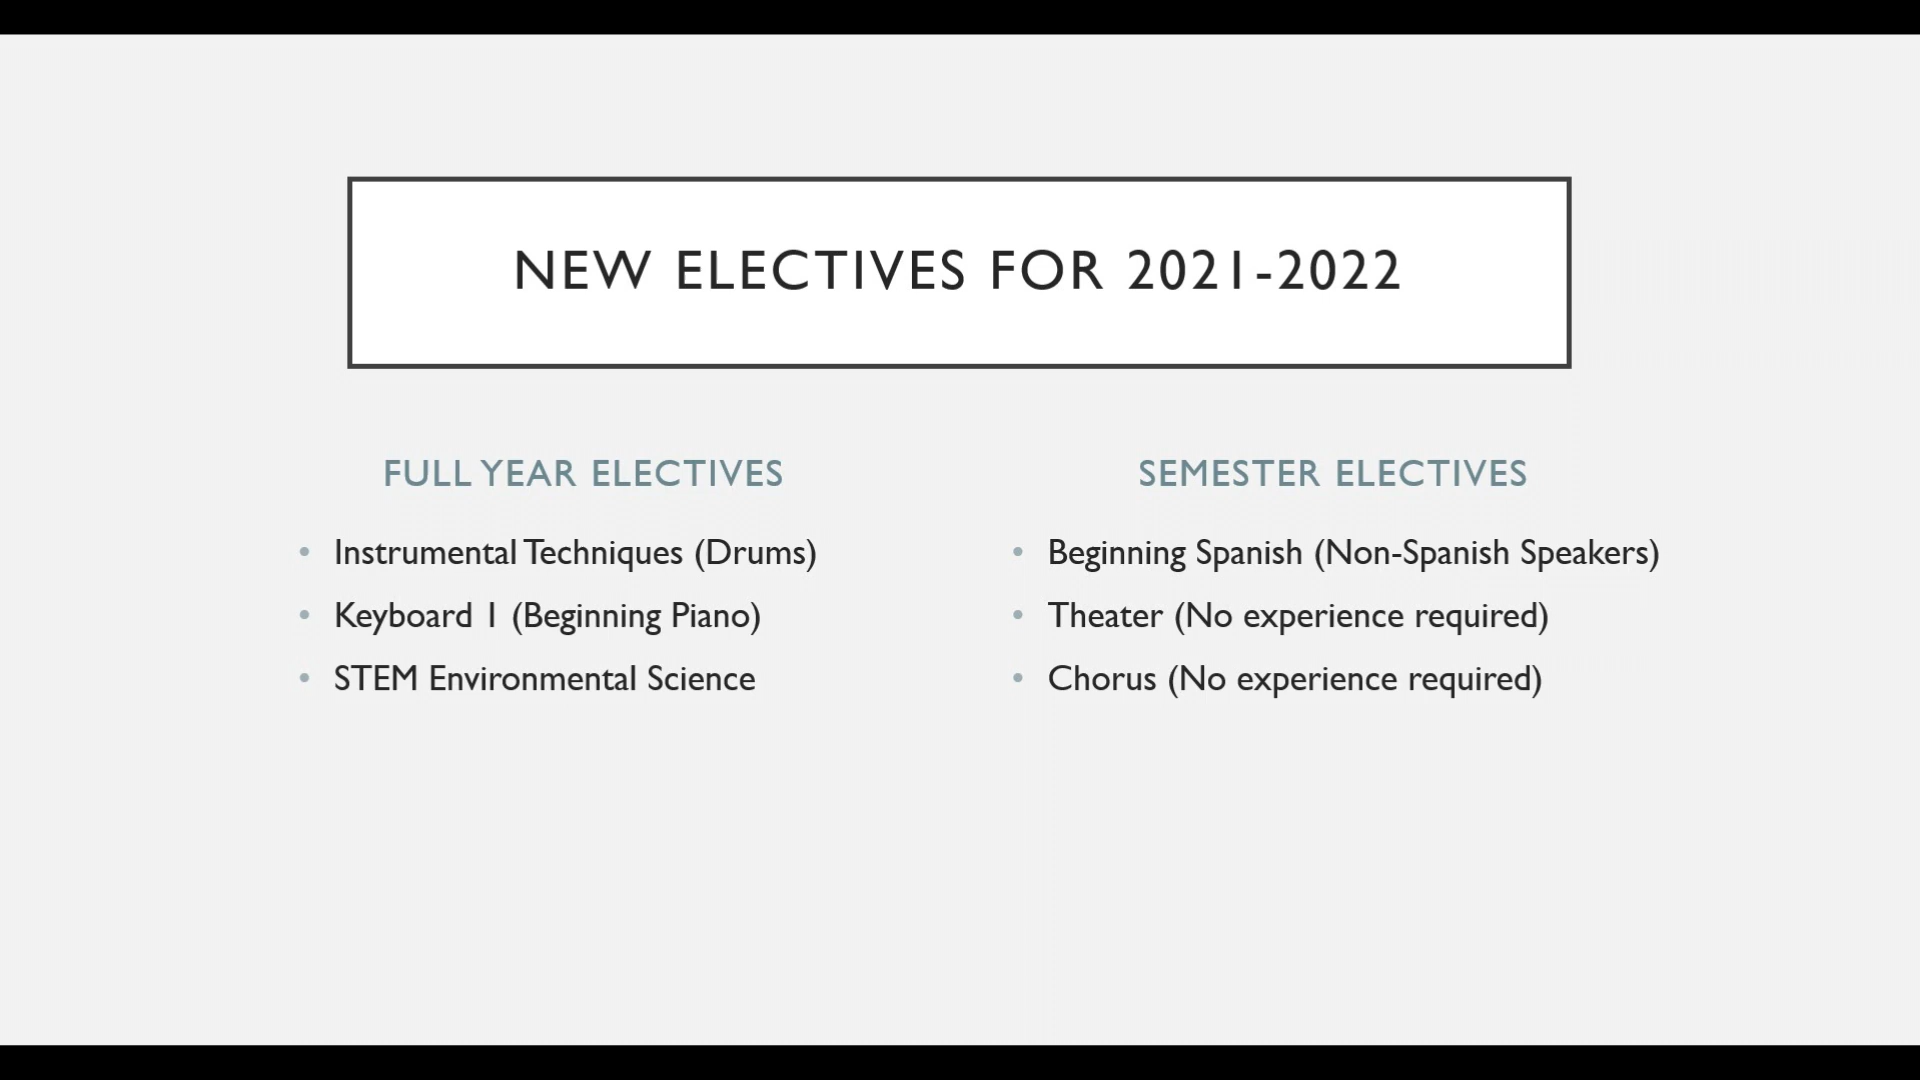 NEW ELECTIVES FOR 2021-2022
FULL YEAR ELECTIVES
• Instrumental Techniques (Drums)
• Keyboard 1 (Beginning Piano)
• STEM Environmental Science
SEMESTER ELECTIVES
• Beginning Spanish (Non-Spanish Speakers)
• Theater (No experience required)
• Chorus (No experience required)